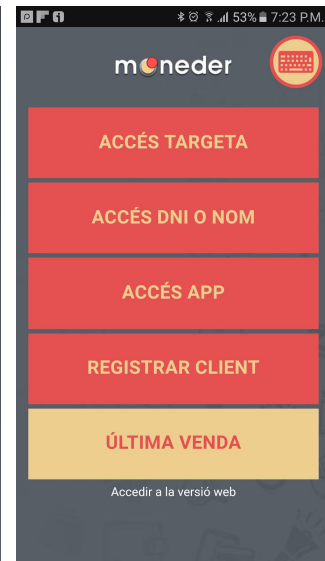 53% 7:23 P.M.
moneder
ACCÉS TARGETA
ACCÉS DNI O NOM
ACCÉS APP
REGISTRAR CLIENT
ÚLTIMA VENDA
Accedir a la versió web